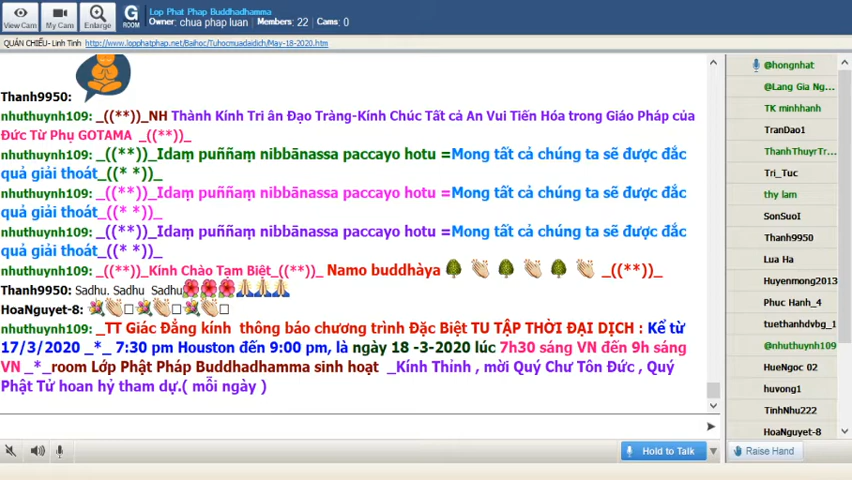 Lop Phat Phap Buddhadhamma
Owner: chua phap luan Members: 22 Cams: 0
View Cam My Cam Enlarge G ROOM
QUÁN CHIẾU- Linh Tinh http://www.lopphatphap.net/Baihoc/Tuhocmuadaidich/May-18-2020.htm
Thanh9950:
nhuthuynh109: _((**))_NH Thành Kính Tri ân Đạo Tràng-Kính Chúc Tất cả An Vui Tiến Hóa trong Giáo Pháp của
Đức Từ Phụ GOTAMA _((**))_
nhuthuynh109: _((**))_Idaṃ puññaṃ nibbānassa paccayo hotu =Mong tất cả chúng ta sẽ được đắc
quả giải thoát_((* *))_
nhuthuynh109: _((**))_Idaṃ puññaṃ nibbānassa paccayo hotu =Mong tất cả chúng ta sẽ được đắc
quả giải thoát_((* *))_
nhuthuynh109: _((**))_Idaṃ puññaṃ nibbānassa paccayo hotu =Mong tất cả chúng ta sẽ được đắc
quả giải thoát_((* *))_
nhuthuynh109: _((**))_Kính Chào Tạm Biệt_((**))_ Namo buddhàya 🌳 👏 🌳 👏 🌳 👏 _((**))_
Thanh9950: Sadhu. Sadhu Sadhu🌺🌺🌺🙏🙏🙏
HoaNguyet-8: 💐👏□💐👏□💐👏□
nhuthuynh109: _TT Giác Đẳng kính thông báo chương trình Đặc Biệt TU TẬP THỜI ĐẠI DỊCH : Kể từ
17/3/2020 _*_ 7:30 pm Houston đến 9:00 pm, là ngày 18 -3-2020 lúc 7h30 sáng VN đến 9h sáng
VN _*_room Lớp Phật Pháp Buddhadhamma sinh hoạt _Kính Thỉnh , mời Quý Chư Tôn Đức , Quý
Phật Tử hoan hỷ tham dự.( mỗi ngày )
@hongnhat
@Lang Gia Ng...
TK minhhanh
TranDao1
ThanhThuyrTr...
Tri_Tuc
thy lam
SonSuoI
Thanh9950
Lua Ha
Huyenmong2013
Phuc Hanh_4
tuethanhdvbg_1
@nhuthuynh109
HueNgoc 02
huvong1
TinhNhu222
HoaNguyet-8
Hold to Talk
Raise Hand